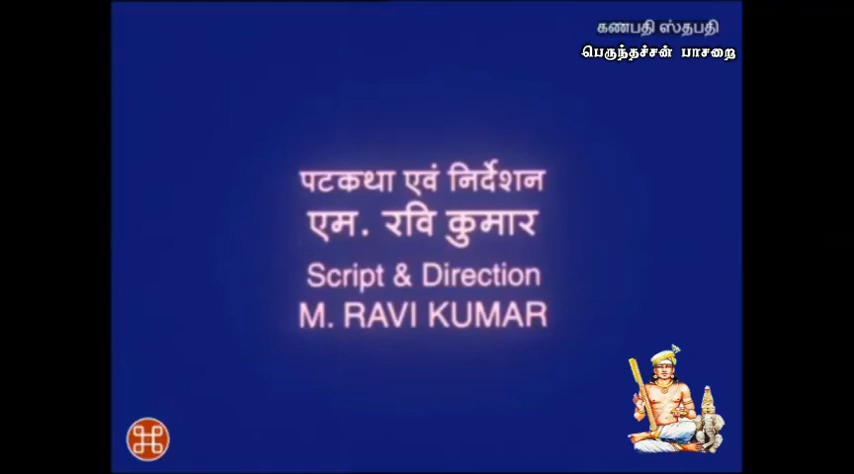 கணபதி ஸ்தபதி
பெருந்தச்சன் பாசறை
पटकथा एवं निर्देशन
एम. रवि कुमार
Script & Direction
M. RAVI KUMAR